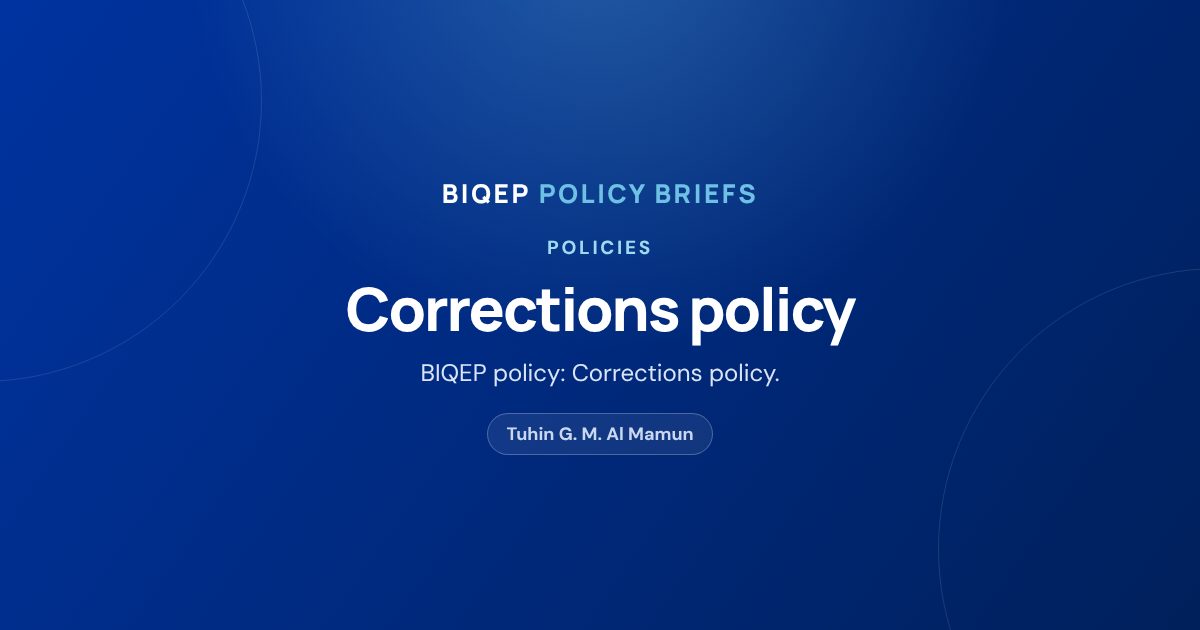 BIQEP POLICY BRIEFS
POLICIES
Corrections policy
BIQEP policy: Corrections policy.
Tuhin G. M. Al Mamun